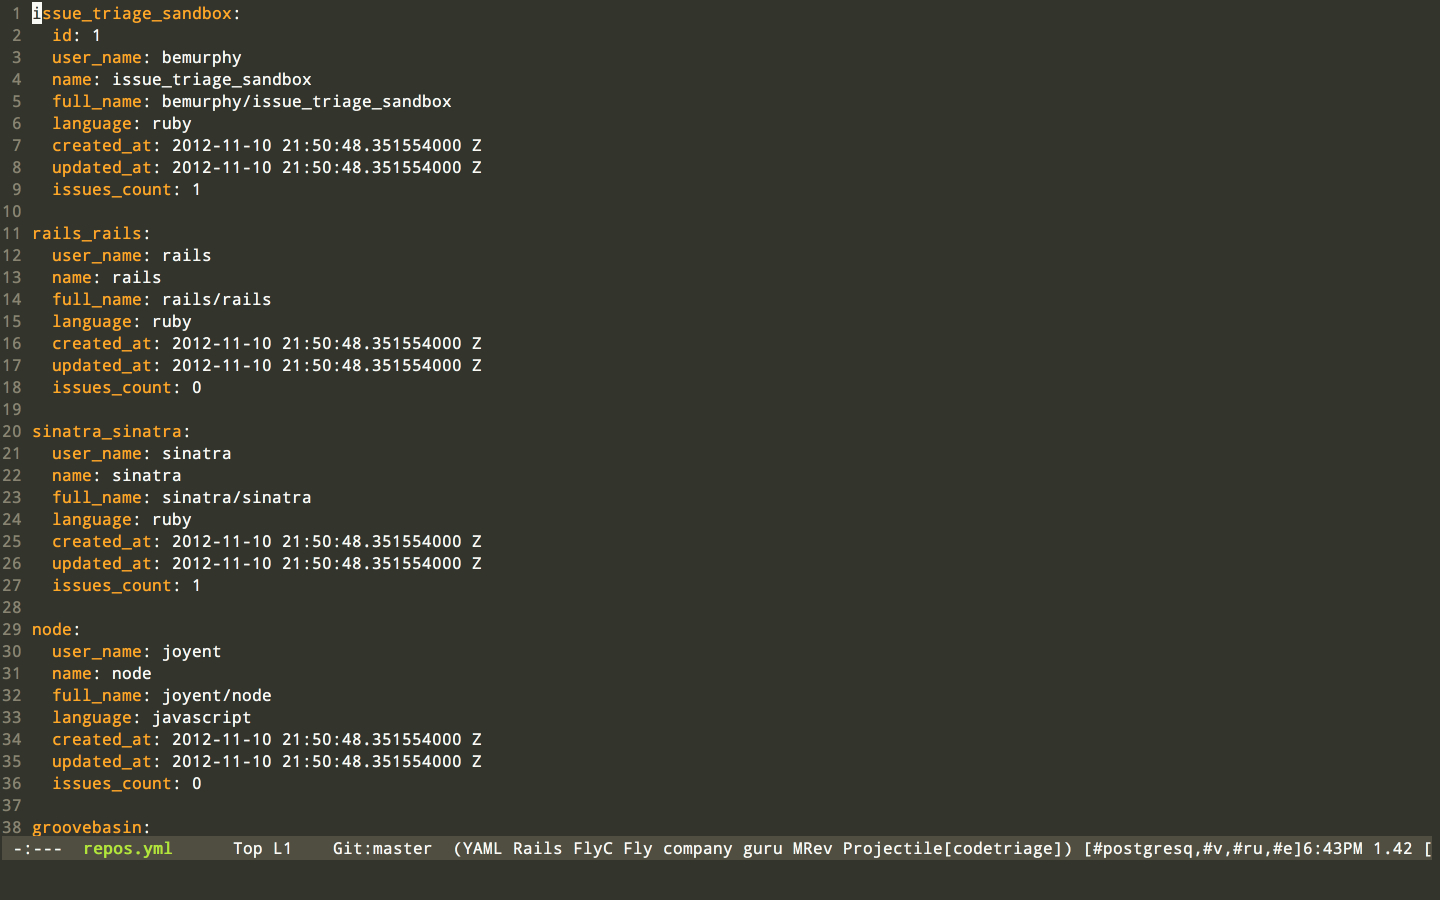 1 issue_triage_sandbox:
2   id: 1
3   user_name: bemurphy
4   name: issue_triage_sandbox
5   full_name: bemurphy/issue_triage_sandbox
6   language: ruby
7   created_at: 2012-11-10 21:50:48.351554000 Z
8   updated_at: 2012-11-10 21:50:48.351554000 Z
9   issues_count: 1
10
11 rails_rails:
12   user_name: rails
13   name: rails
14   full_name: rails/rails
15   language: ruby
16   created_at: 2012-11-10 21:50:48.351554000 Z
17   updated_at: 2012-11-10 21:50:48.351554000 Z
18   issues_count: 0
19
20 sinatra_sinatra:
21   user_name: sinatra
22   name: sinatra
23   full_name: sinatra/sinatra
24   language: ruby
25   created_at: 2012-11-10 21:50:48.351554000 Z
26   updated_at: 2012-11-10 21:50:48.351554000 Z
27   issues_count: 1
28
29 node:
30   user_name: joyent
31   name: node
32   full_name: joyent/node
33   language: javascript
34   created_at: 2012-11-10 21:50:48.351554000 Z
35   updated_at: 2012-11-10 21:50:48.351554000 Z
36   issues_count: 0
37
38 groovebasin:
-:---  repos.yml      Top L1    Git:master  (YAML Rails FlyC Fly company guru MRev Projectile[codetriage]) [#postgresq,#v,#ru,#e]6:43PM 1.42 [